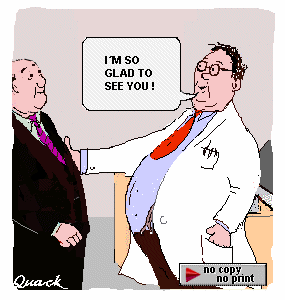 I'M SO
GLAD TO
SEE YOU !
Quack
no copy
no print